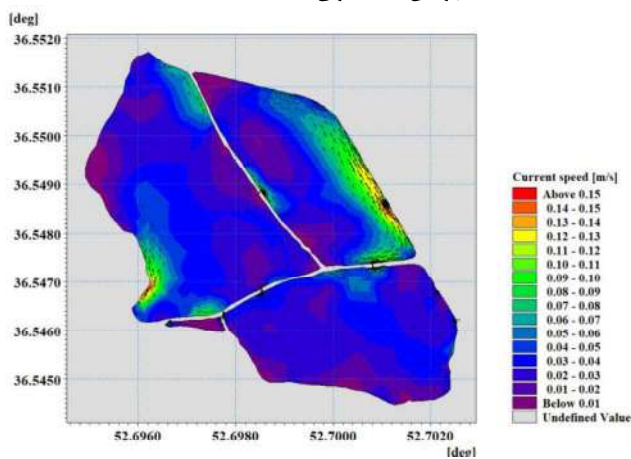 [deg]
36.5520
36.5510
36.5500
36.5490
36.5480
36.5470
36.5460
36.5450
52.6960 52.6980 52.7000 52.7020
[deg]
Current speed [m/s]
Above 0.15
0.14 - 0.15
0.13 - 0.14
0.12 - 0.13
0.11 - 0.12
0.10 - 0.11
0.09 - 0.10
0.08 - 0.09
0.07 - 0.08
0.06 - 0.07
0.05 - 0.06
0.04 - 0.05
0.03 - 0.04
0.02 - 0.03
0.01 - 0.02
Below 0.01
Undefined Value